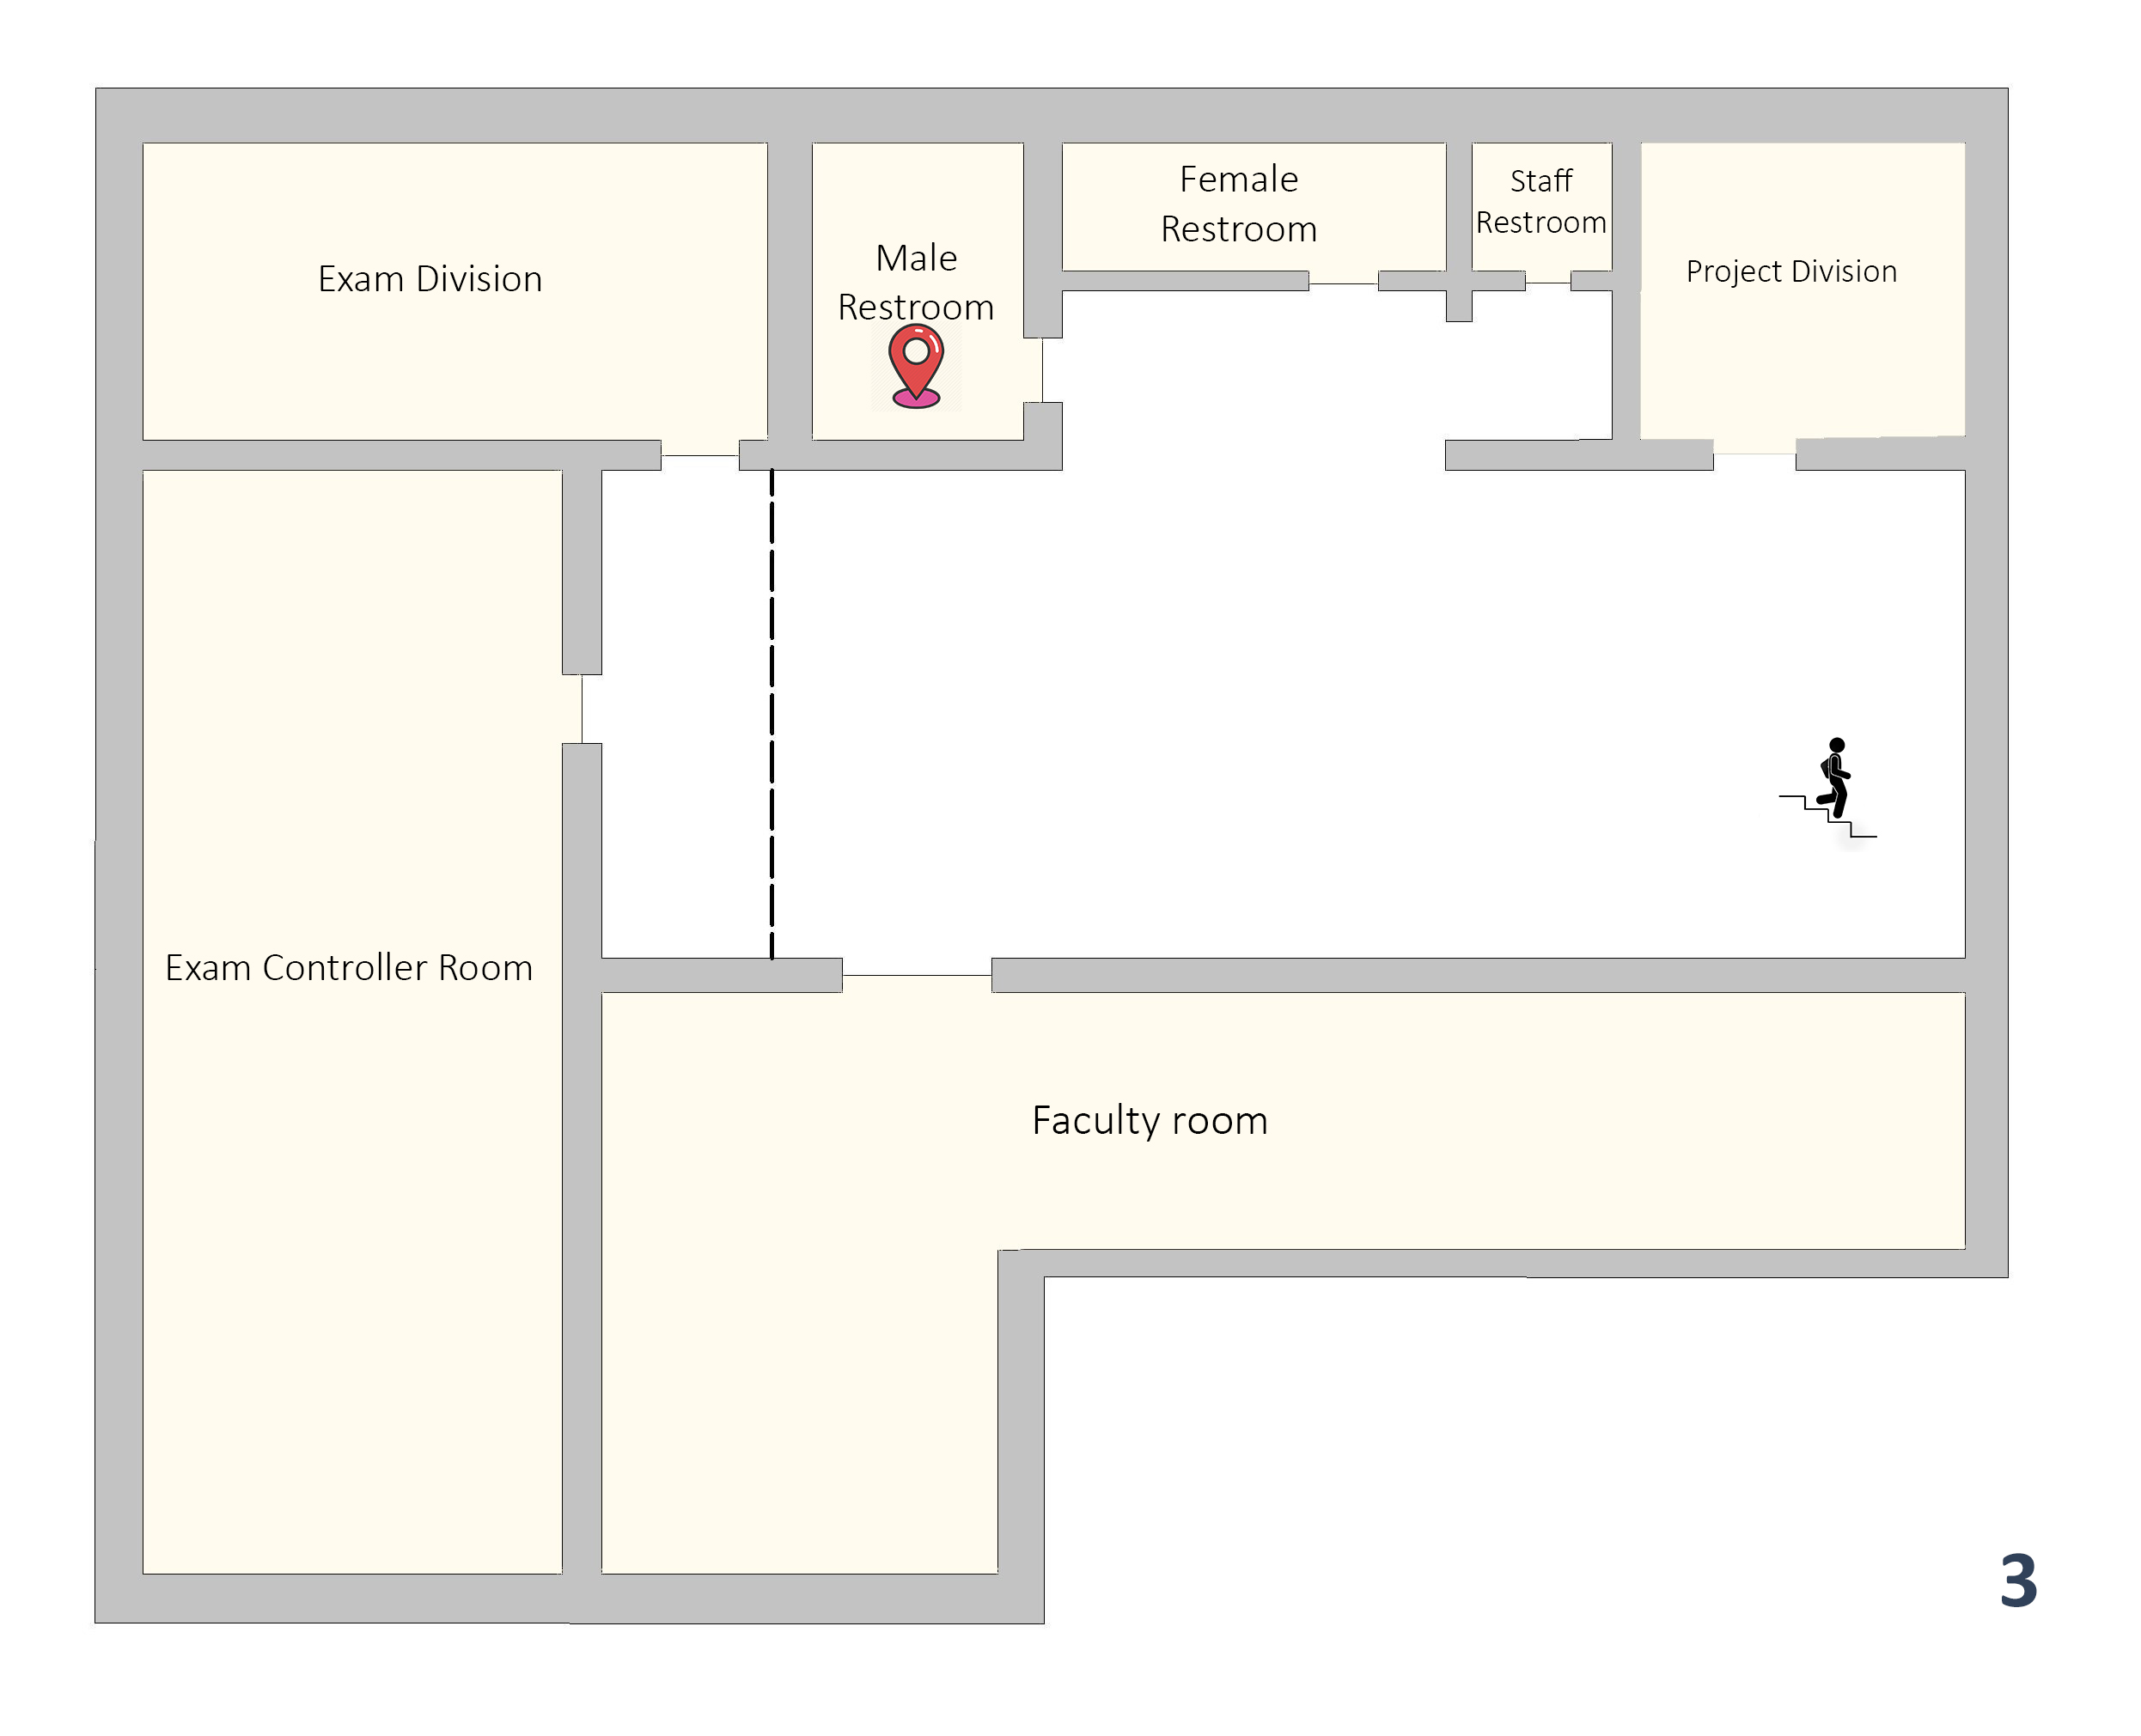 Exam Division
Male
Restroom
Female
Restroom
Staff
Restroom
Project Division
Exam Controller Room
Faculty room
3